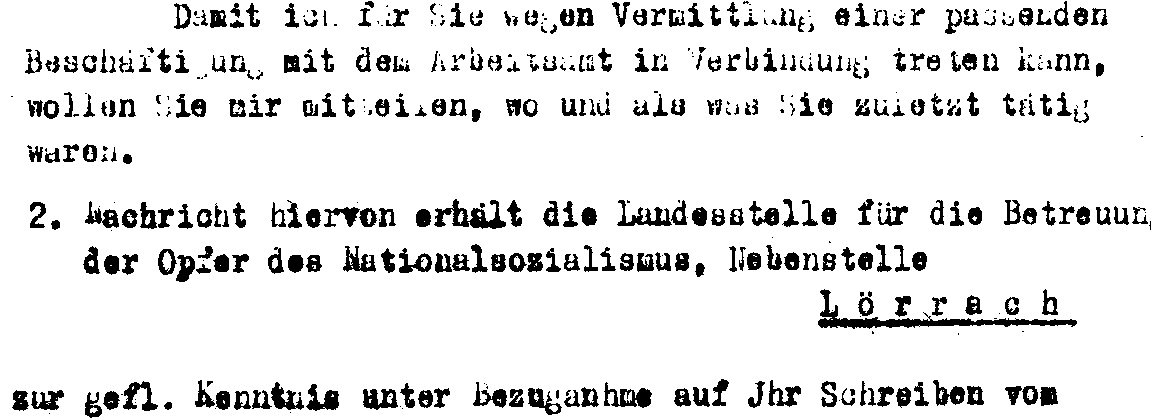 Damit ich für Sie wegen Vermittlung einer passenden
Beschäftigung mit dem Arbeitsamt in Verbindung treten kann,
wollen Sie mir mitteilen, wo und als was Sie zuletzt tätig
waren.
2. Nachricht hiervon erhält die Landesstelle für die Betreuung
der Opfer des Nationalsozialismus, Nebenstelle
Lörrach
zur gefl. Kenntnis unter Bezuganhme auf Jhr Schreiben vom